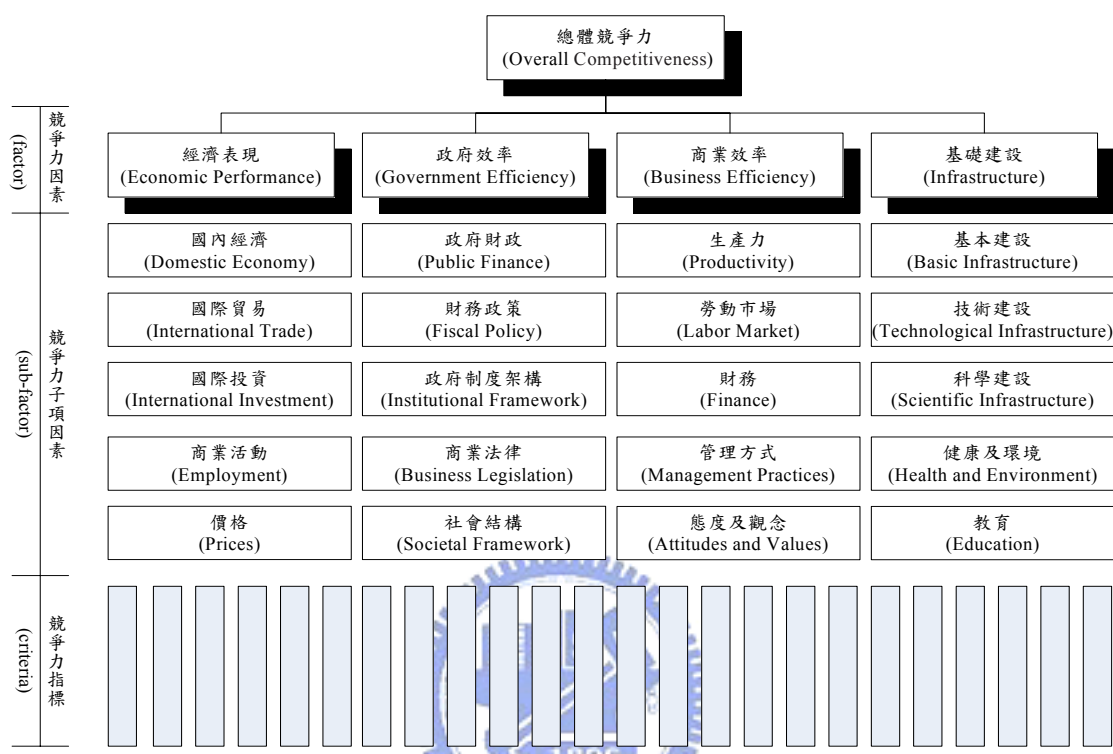 總體競爭力
(Overall Competitiveness)
競爭力因素
(factor)
經濟表現
(Economic Performance)
政府效率
(Government Efficiency)
商業效率
(Business Efficiency)
基礎建設
(Infrastructure)
競爭力子項因素
(sub-factor)
國內經濟
(Domestic Economy)
政府財政
(Public Finance)
生產力
(Productivity)
基本建設
(Basic Infrastructure)
國際貿易
(International Trade)
財務政策
(Fiscal Policy)
勞動市場
(Labor Market)
技術建設
(Technological Infrastructure)
國際投資
(International Investment)
政府制度架構
(Institutional Framework)
財務
(Finance)
科學建設
(Scientific Infrastructure)
商業活動
(Employment)
商業法律
(Business Legislation)
管理方式
(Management Practices)
健康及環境
(Health and Environment)
價格
(Prices)
社會結構
(Societal Framework)
態度及觀念
(Attitudes and Values)
教育
(Education)
競爭力指標
(criteria)